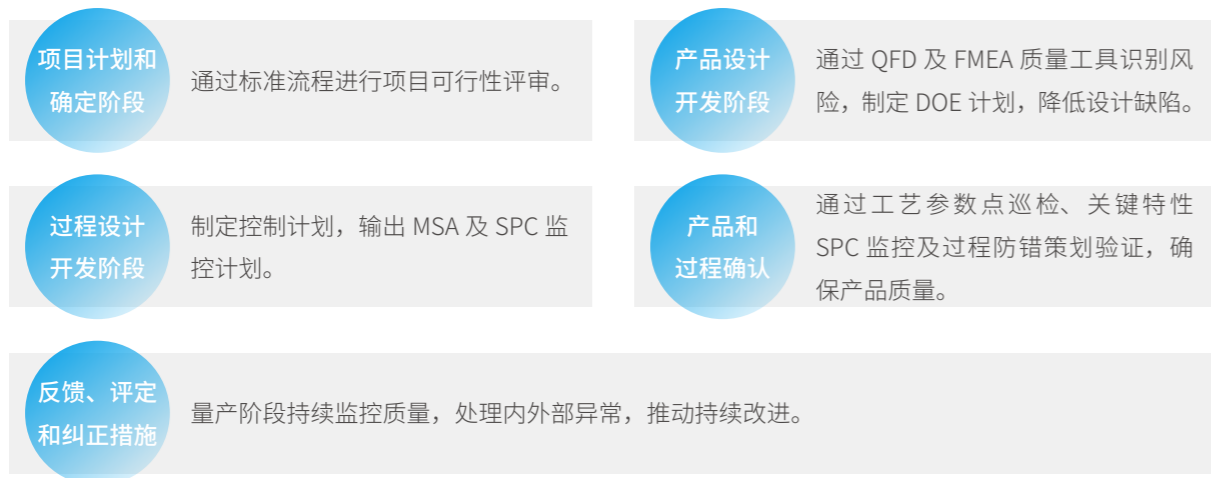 项目计划和
确定阶段
通过标准流程进行项目可行性评审。
产品设计
开发阶段
通过 QFD 及 FMEA 质量工具识别风
险，制定 DOE 计划，降低设计缺陷。
过程设计
开发阶段
制定控制计划，输出 MSA 及 SPC 监
控计划。
产品和
过程确认
通过工艺参数点巡检、关键特性
SPC 监控及过程防错策划验证，确
保产品质量。
反馈、评定
和纠正措施
量产阶段持续监控质量，处理内外部异常，推动持续改进。